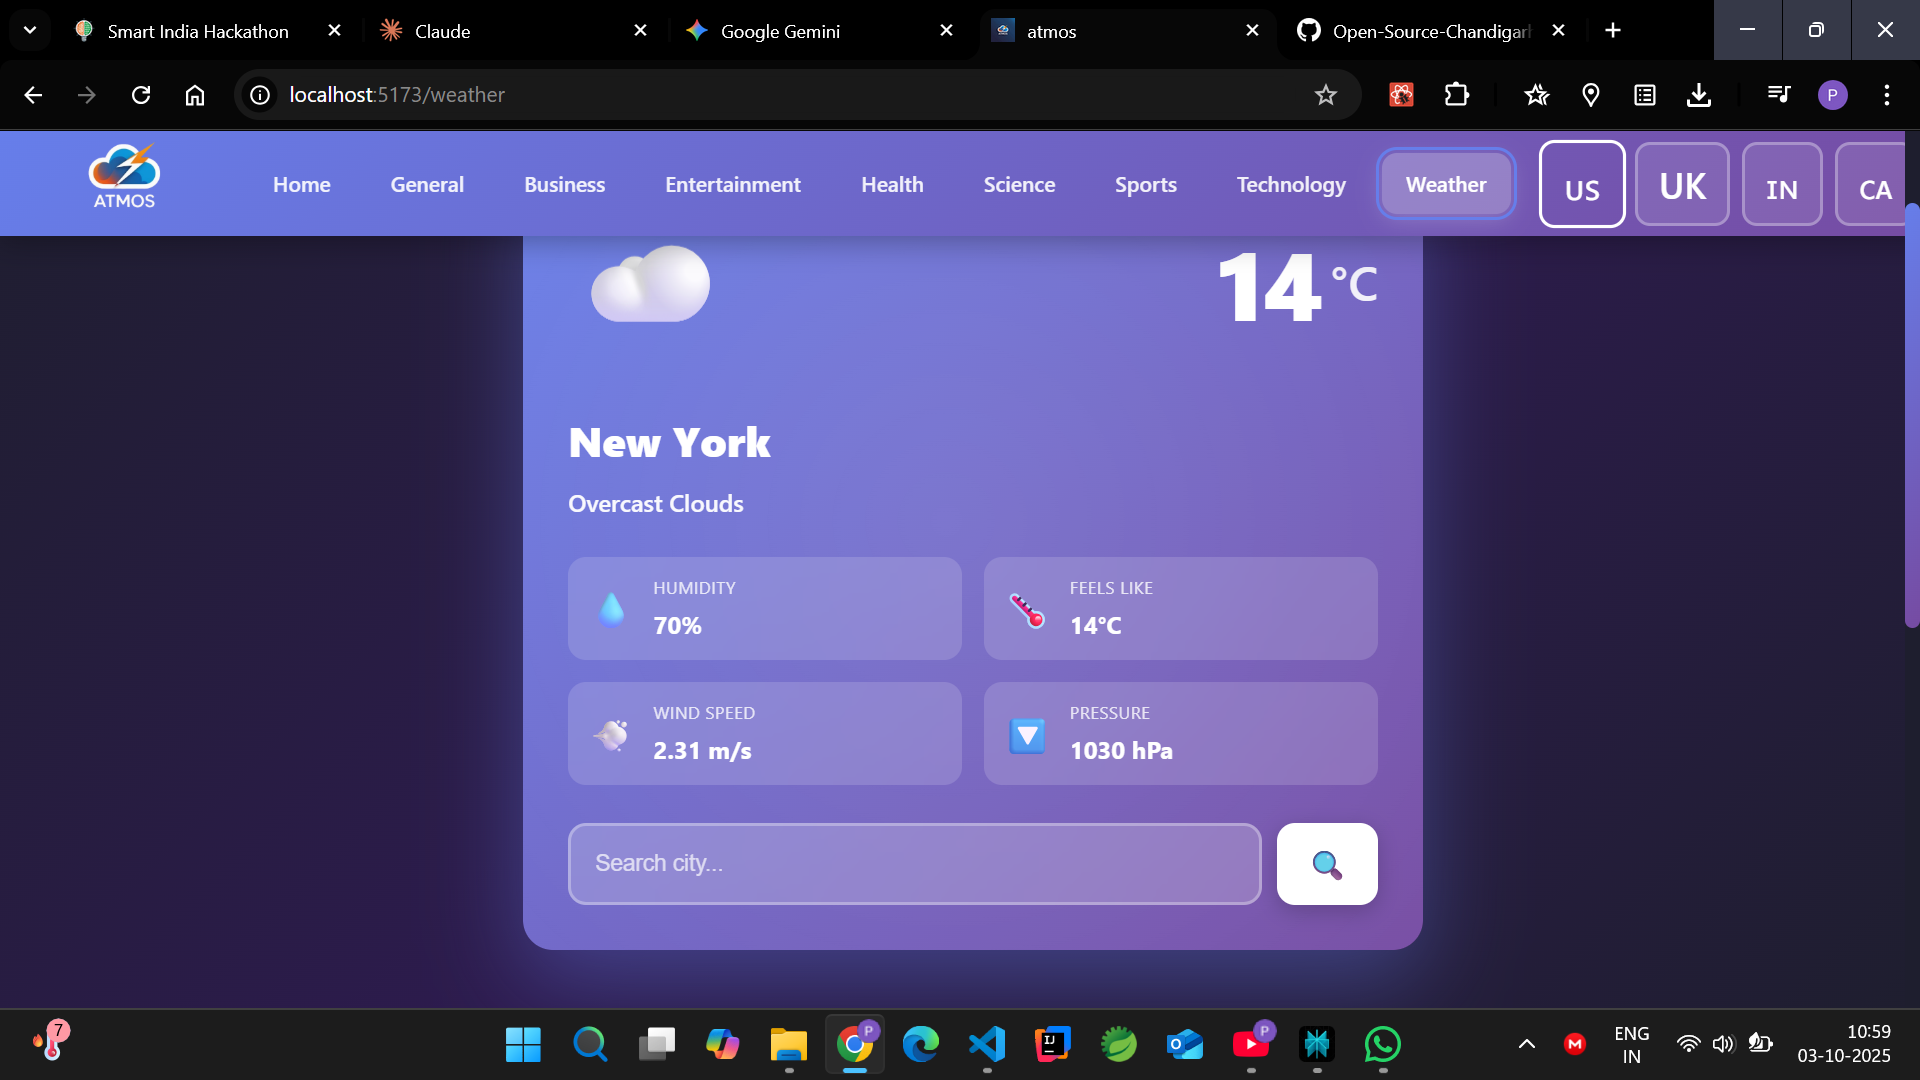 Smart India Hackathon
Claude
Google Gemini
atmos
Open-Source-Chandigarh
localhost:5173/weather
P
ATMOS
Home
General
Business
Entertainment
Health
Science
Sports
Technology
Weather
US
UK
IN
CA
14 °C
New York
Overcast Clouds
HUMIDITY
70%
FEELS LIKE
14°C
WIND SPEED
2.31 m/s
PRESSURE
1030 hPa
Search city...
7
P
IJ
O
P
M
ENG
IN
10:59
03-10-2025